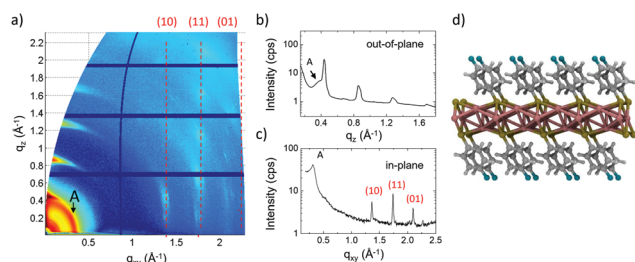 a)
(10) (11) (01)
2.2
2
1.8
1.6
1.4
1.2
1
0.8
0.6
0.4
0.2
qz (Å-1)
A
0.5 1 1.5 2
b)
out-of-plane
A
Intensity (cps)
100
10
1
0.4 0.8 1.2 1.6
qz (Å-1)
c)
in-plane
A
(10) (11) (01)
Intensity (cps)
100
10
1
0.5 1.0 1.5 2.0 2.5
qxy (Å-1)
d)